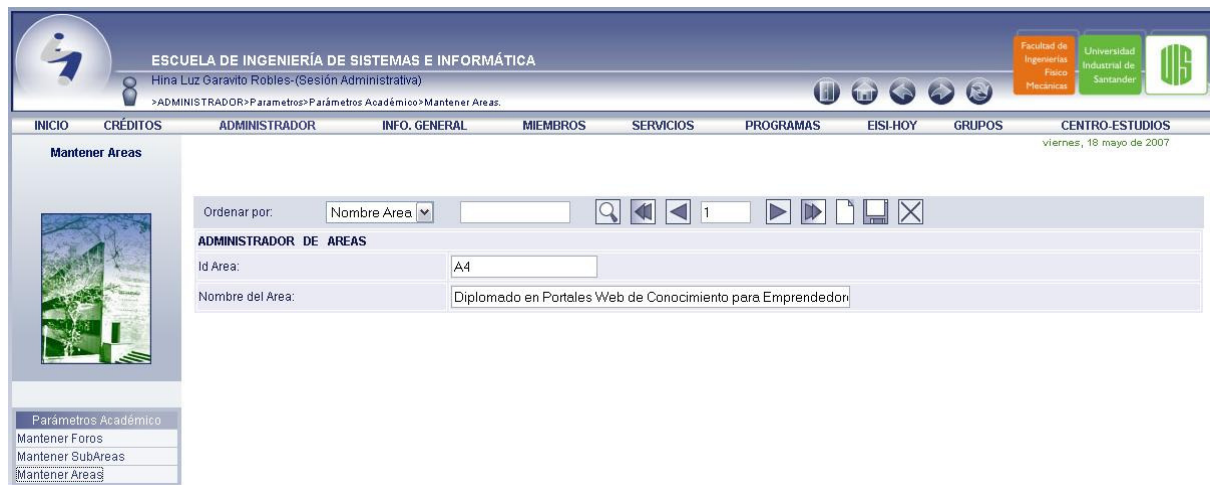 ESCUELA DE INGENIERÍA DE SISTEMAS E INFORMÁTICA
Hina Luz Garavito Robles-(Sesión Administrativa)
>ADMINISTRADOR>Parametros>Parámetros Académico>Mantener Areas.
Facultad de
Ingenierías
Físico
Mecánicas
Universidad
Industrial de
Santander
UIS
INICIO CRÉDITOS ADMINISTRADOR INFO. GENERAL MIEMBROS SERVICIOS PROGRAMAS EISI-HOY GRUPOS CENTRO-ESTUDIOS
viernes, 18 mayo de 2007
Mantener Areas
Ordenar por: Nombre Area 1
ADMINISTRADOR DE AREAS
Id Area: A4
Nombre del Area: Diplomado en Portales Web de Conocimiento para Emprendedor
Parámetros Académico
Mantener Foros
Mantener SubAreas
Mantener Areas